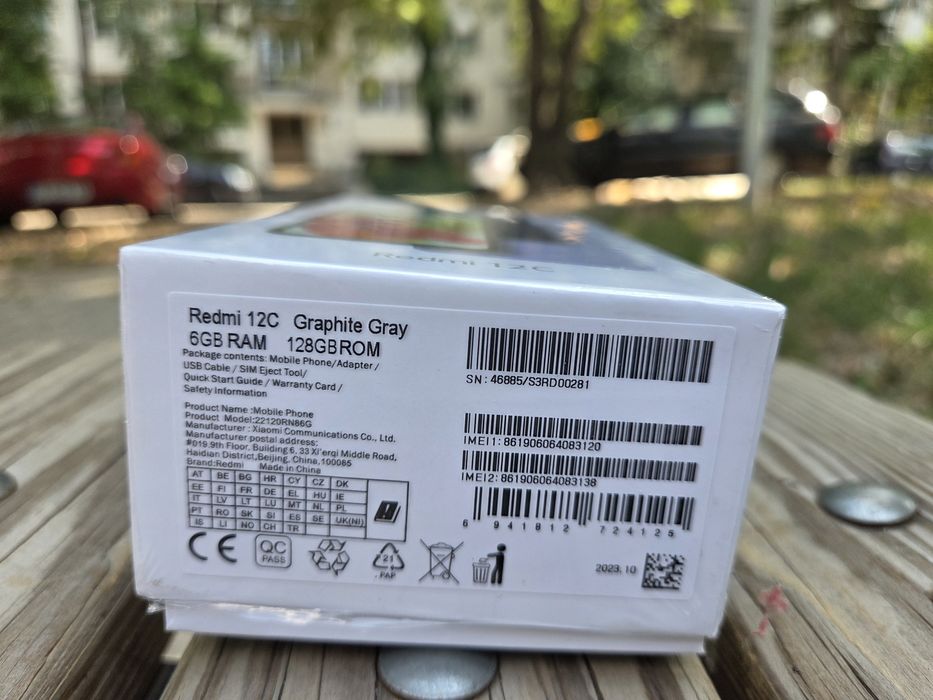 Redmi 12C
Redmi 12C Graphite Gray
6GB RAM 128GB ROM
Package contents: Mobile Phone/Adapter/
USB Cable / SIM Eject Tool/
Quick Start Guide / Warranty Card /
Safety Information
Product Name :Mobile Phone
Product Model:22120RN86G
Manufacturer : Xiaomi Communications Co., Ltd.
Manufacturer postal address:
#019 9th Floor, Building 6, 33 Xi'erqi Middle Road,
Haidian District,Beijing, China,100085
Brand:Redmi Made in China
AT BE BG HR CY CZ DK
EE FI FR DE EL HU IE
IT LV LT LU MT NL PL
PT RO SK SI ES SE UK(NI)
IS LI NO CH TR
CE
QC
PASS
21
PAP
SN: 46885/S3RD00281
IMEI1: 861906064083120
IMEI2: 861906064083138
6 941812 724125
2023.10